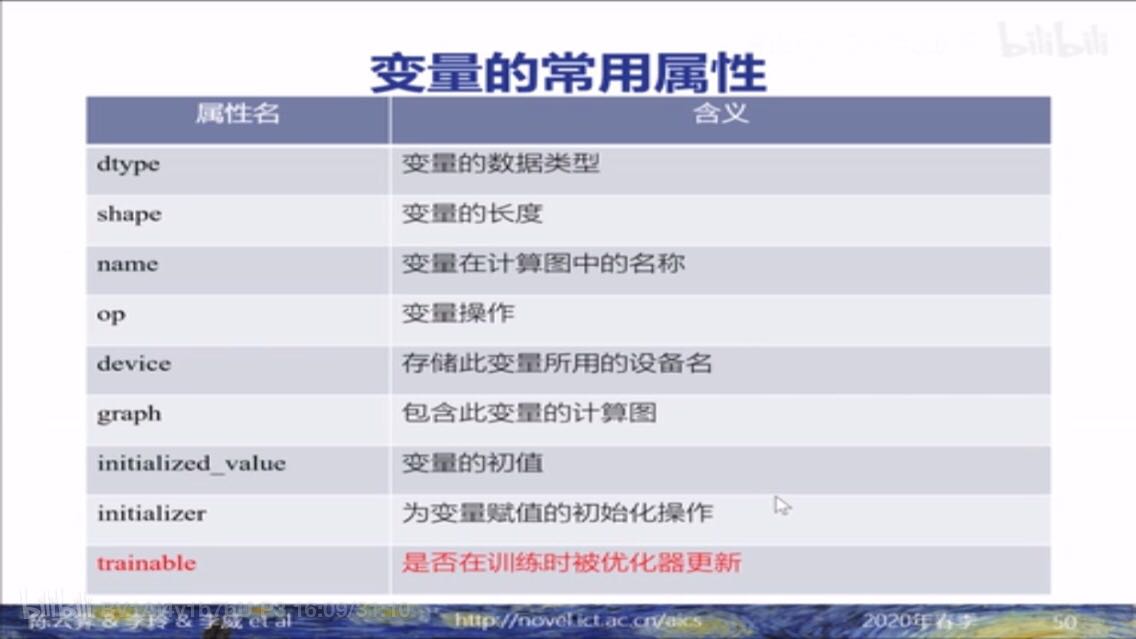 bilibili
变量的常用属性
属性名 含义
dtype 变量的数据类型
shape 变量的长度
name 变量在计算图中的名称
op 变量操作
device 存储此变量所用的设备名
graph 包含此变量的计算图
initialized_value 变量的初值
initializer 为变量赋值的初始化操作
trainable 是否在训练时被优化器更新
bilibili P3 16:09/31:10
陈云霁 & 李玲 & 李威 et al http://novel.ict.ac.cn/aics 2020年春季 50